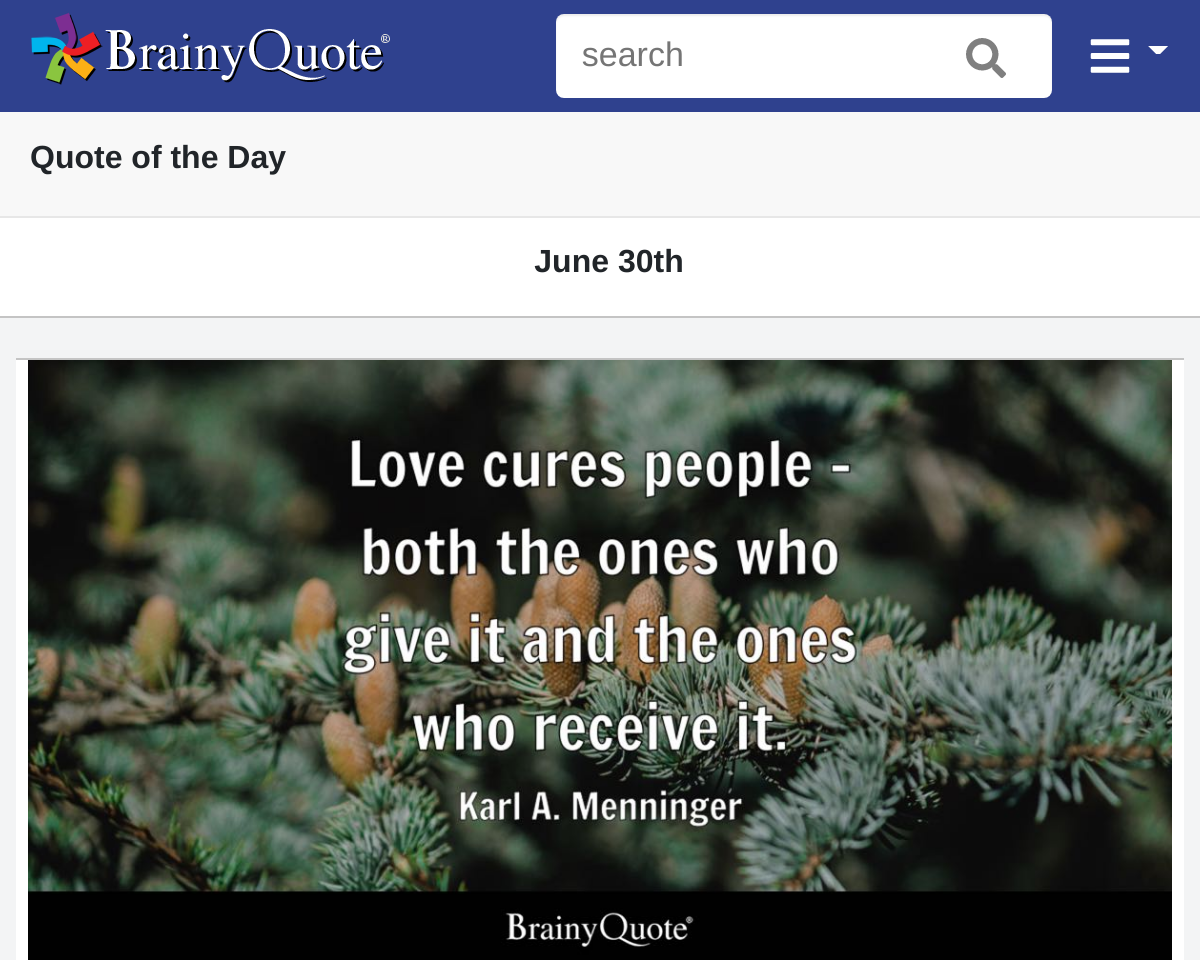 BrainyQuote®
search
Quote of the Day
June 30th
Love cures people -
both the ones who
give it and the ones
who receive it.
Karl A. Menninger
BrainyQuote®